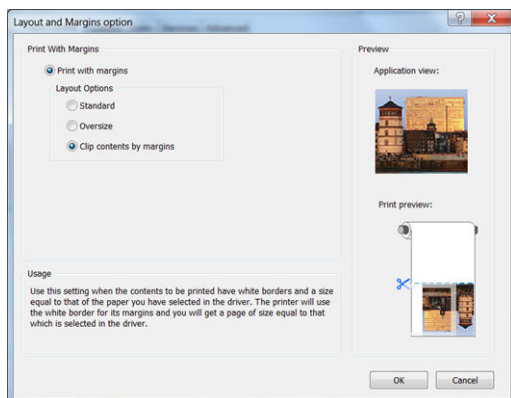 Layout and Margins option
Print With Margins
Print with margins
Layout Options
Standard
Oversize
Clip contents by margins
Usage
Use this setting when the contents to be printed have white borders and a size
equal to that of the paper you have selected in the driver. The printer will use
the white border for its margins and you will get a page of size equal to that
which is selected in the driver.
Preview
Application view:
Print preview:
OK
Cancel